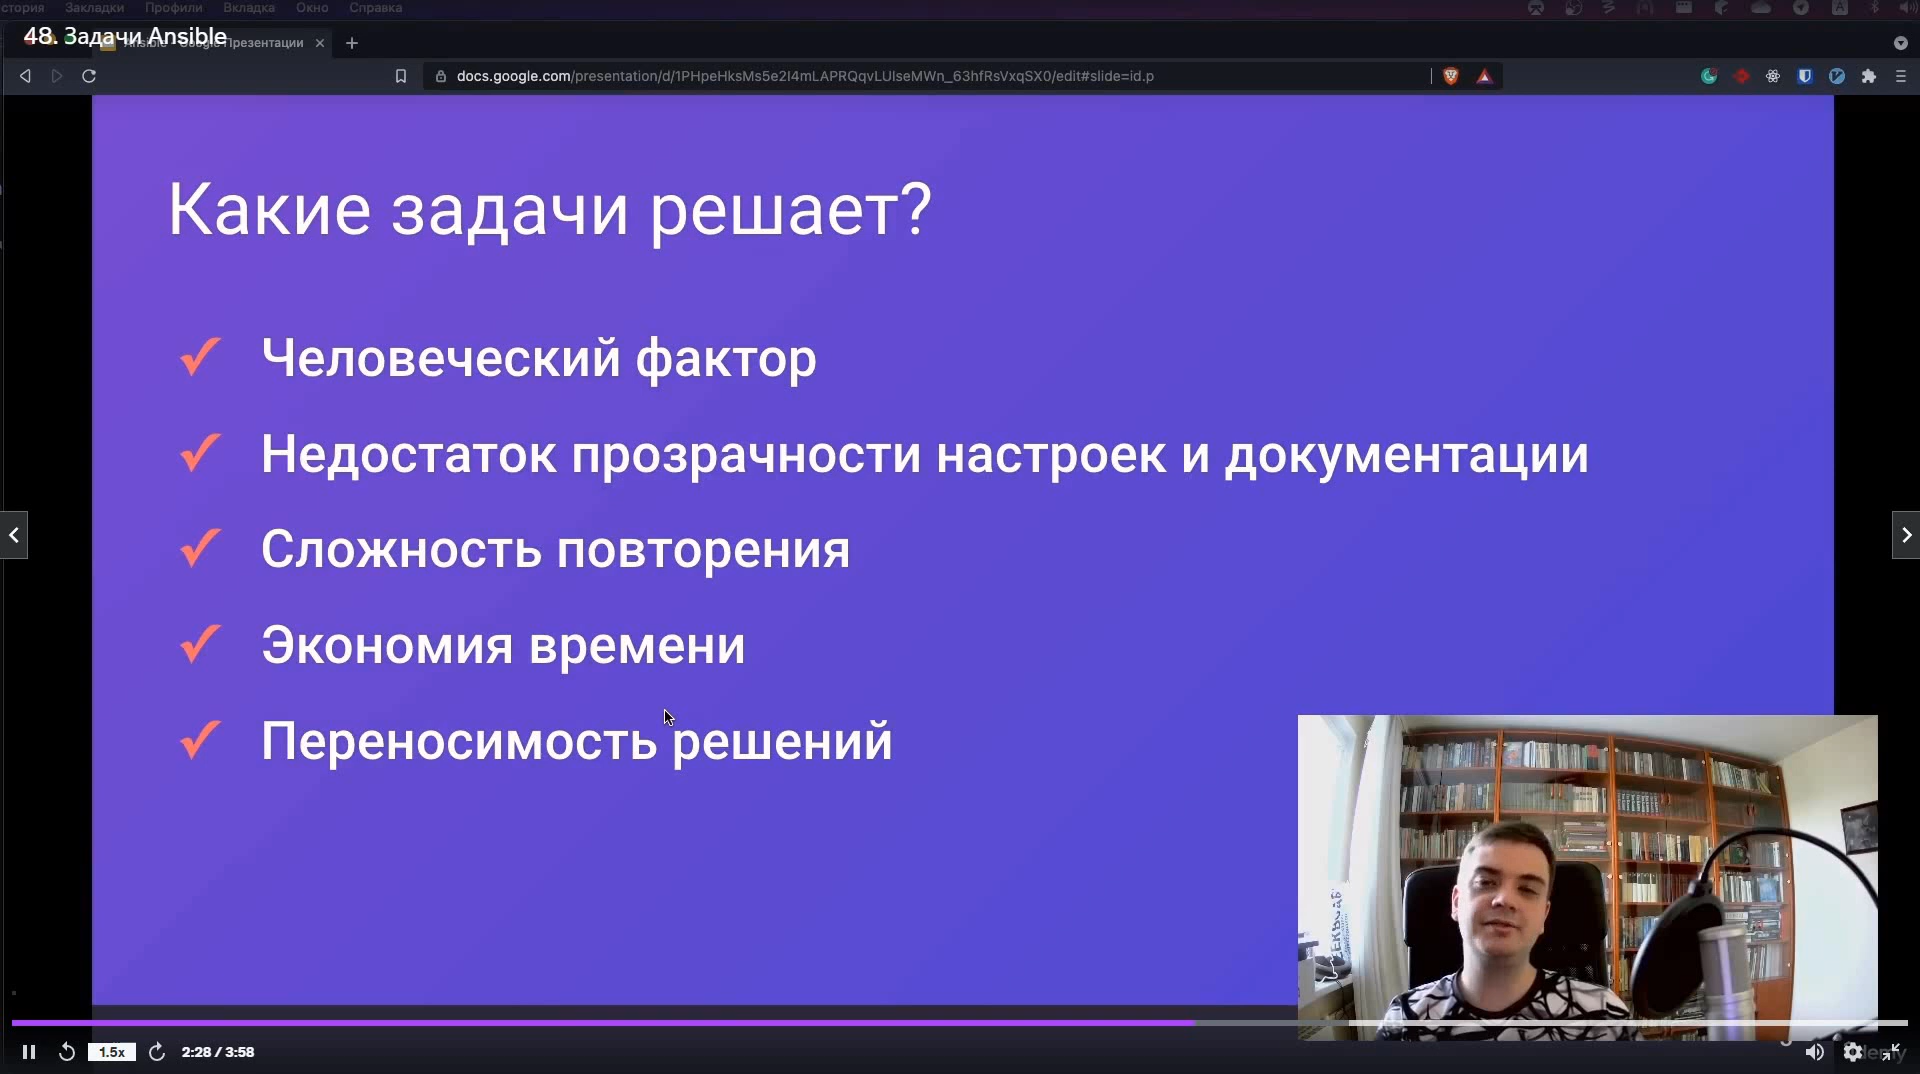 стория Закладки Профили Вкладка Окно Справка
48. Задачи Ansible
Ansible - Google Презентации
docs.google.com/presentation/d/1PHpeHksMs5e2I4mLAPRQqvLUlseMWn_63hfRsVxqSX0/edit#slide=id.p
Какие задачи решает?
✓ Человеческий фактор
✓ Недостаток прозрачности настроек и документации
✓ Сложность повторения
✓ Экономия времени
✓ Переносимость решений
1.5x
2:28 / 3:58